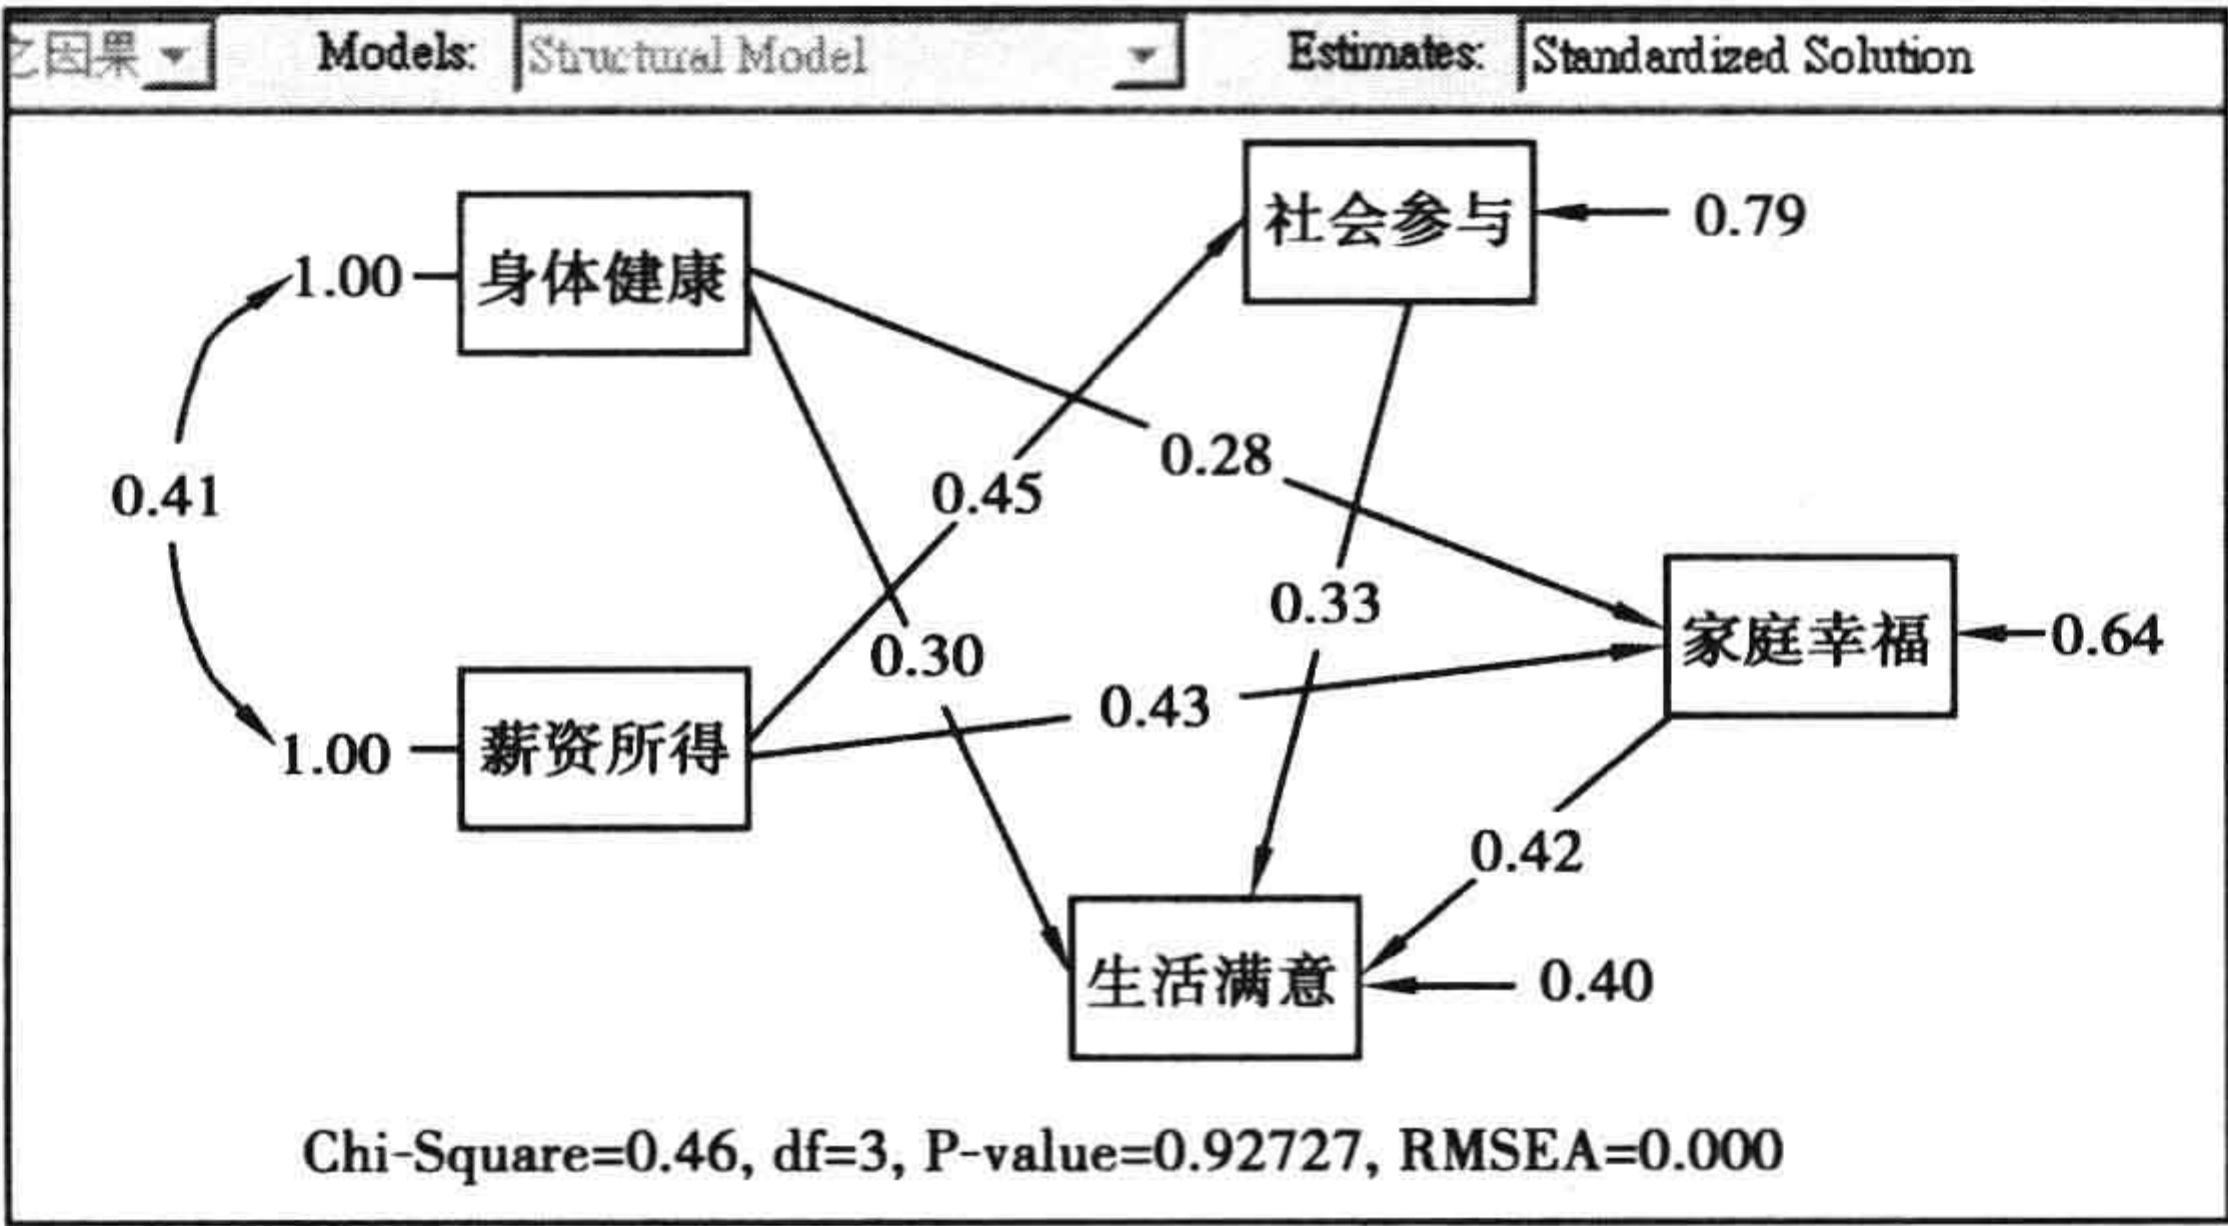 之因果 Models: Structural Model Estimates: Standardized Solution
社会参与 0.79
1.00 身体健康
0.28
0.41 0.45
0.33
0.30 家庭幸福 0.64
0.43
1.00 薪资所得
0.42
生活满意 0.40
Chi-Square=0.46, df=3, P-value=0.92727, RMSEA=0.000